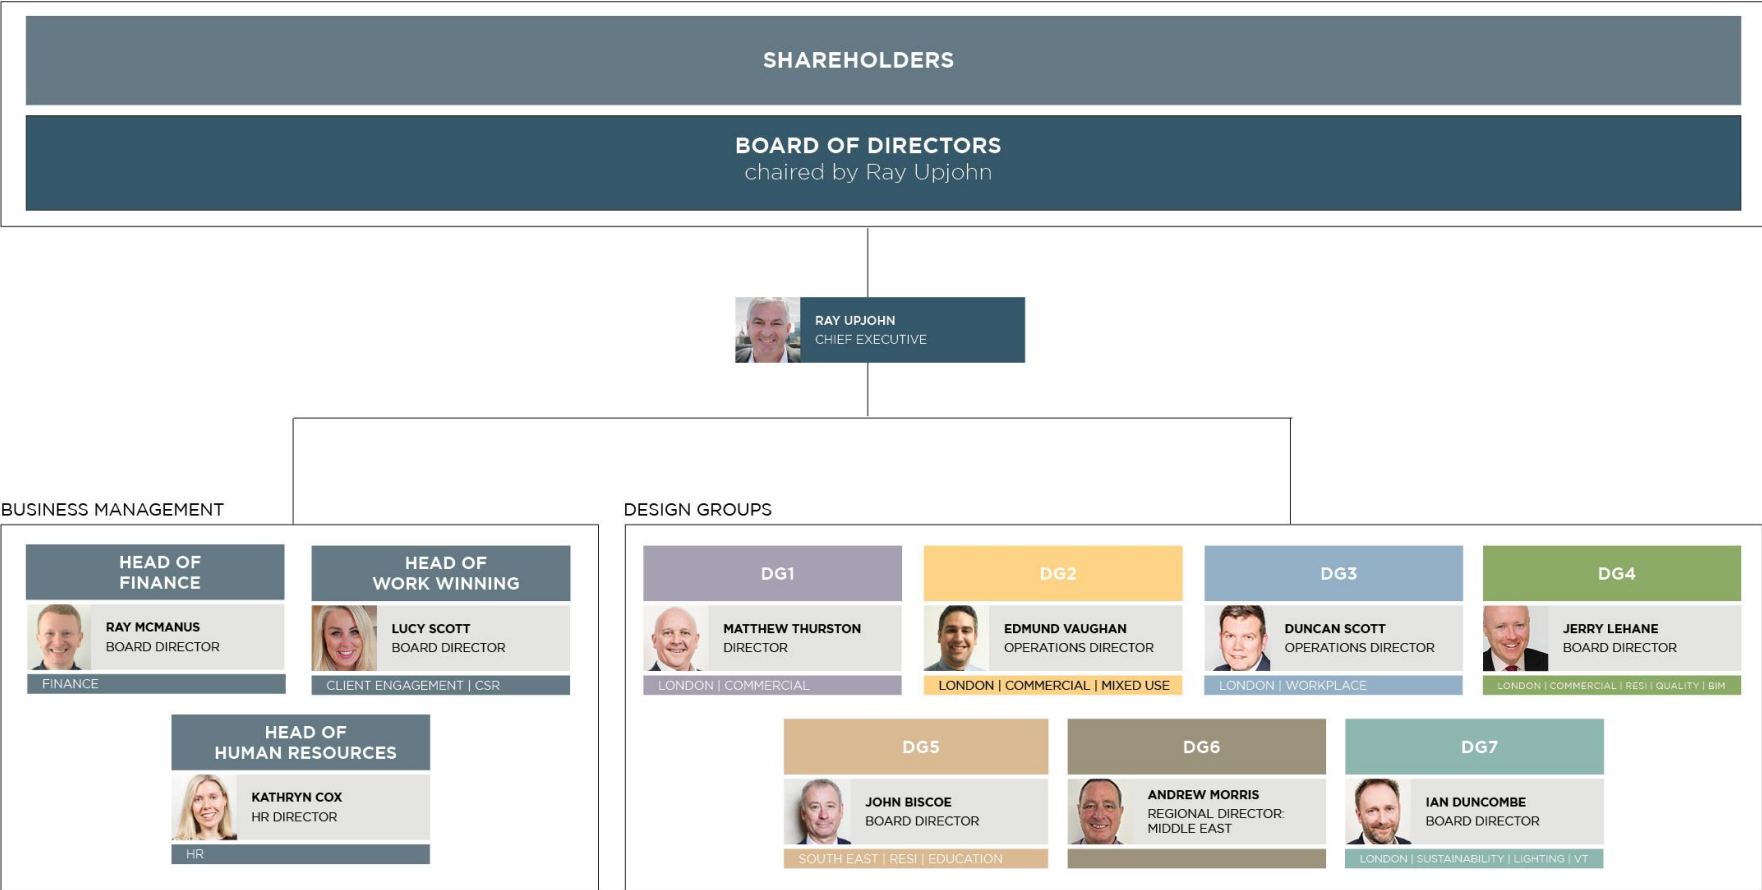 SHAREHOLDERS
BOARD OF DIRECTORS
chaired by Ray Upjohn
RAY UPJOHN
CHIEF EXECUTIVE
BUSINESS MANAGEMENT
HEAD OF
FINANCE
RAY MCMANUS
BOARD DIRECTOR
FINANCE
HEAD OF
WORK WINNING
LUCY SCOTT
BOARD DIRECTOR
CLIENT ENGAGEMENT | CSR
HEAD OF
HUMAN RESOURCES
KATHRYN COX
HR DIRECTOR
HR
DESIGN GROUPS
DG1
MATTHEW THURSTON
DIRECTOR
LONDON | COMMERCIAL
DG2
EDMUND VAUGHAN
OPERATIONS DIRECTOR
LONDON | COMMERCIAL | MIXED USE
DG3
DUNCAN SCOTT
OPERATIONS DIRECTOR
LONDON | WORKPLACE
DG4
JERRY LEHANE
BOARD DIRECTOR
LONDON | COMMERCIAL | RESI | QUALITY | BIM
DG5
JOHN BISCOE
BOARD DIRECTOR
SOUTH EAST | RESI | EDUCATION
DG6
ANDREW MORRIS
REGIONAL DIRECTOR:
MIDDLE EAST
DG7
IAN DUNCOMBE
BOARD DIRECTOR
LONDON | SUSTAINABILITY | LIGHTING | VT